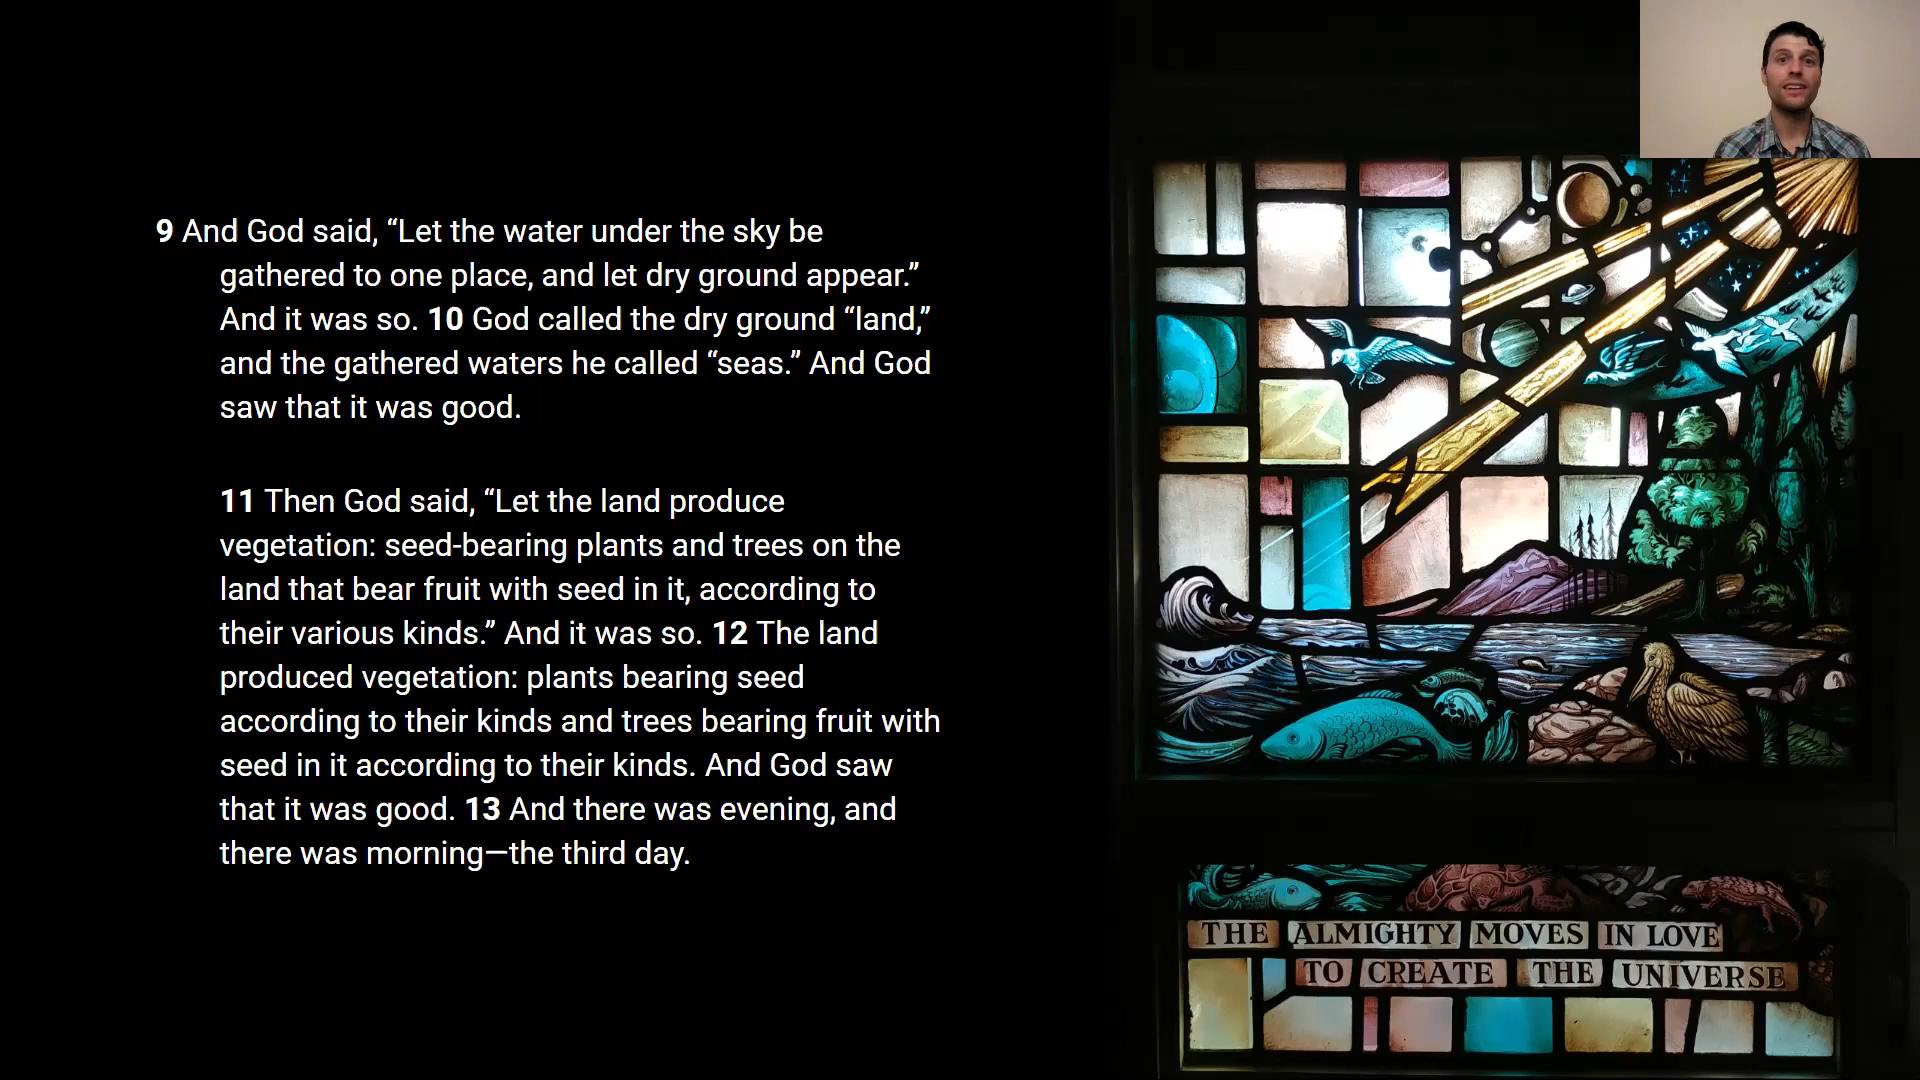 9 And God said, “Let the water under the sky be
gathered to one place, and let dry ground appear.”
And it was so. 10 God called the dry ground “land,”
and the gathered waters he called “seas.” And God
saw that it was good.
11 Then God said, “Let the land produce
vegetation: seed-bearing plants and trees on the
land that bear fruit with seed in it, according to
their various kinds.” And it was so. 12 The land
produced vegetation: plants bearing seed
according to their kinds and trees bearing fruit with
seed in it according to their kinds. And God saw
that it was good. 13 And there was evening, and
there was morning—the third day.
THE ALMIGHTY MOVES IN LOVE
TO CREATE THE UNIVERSE